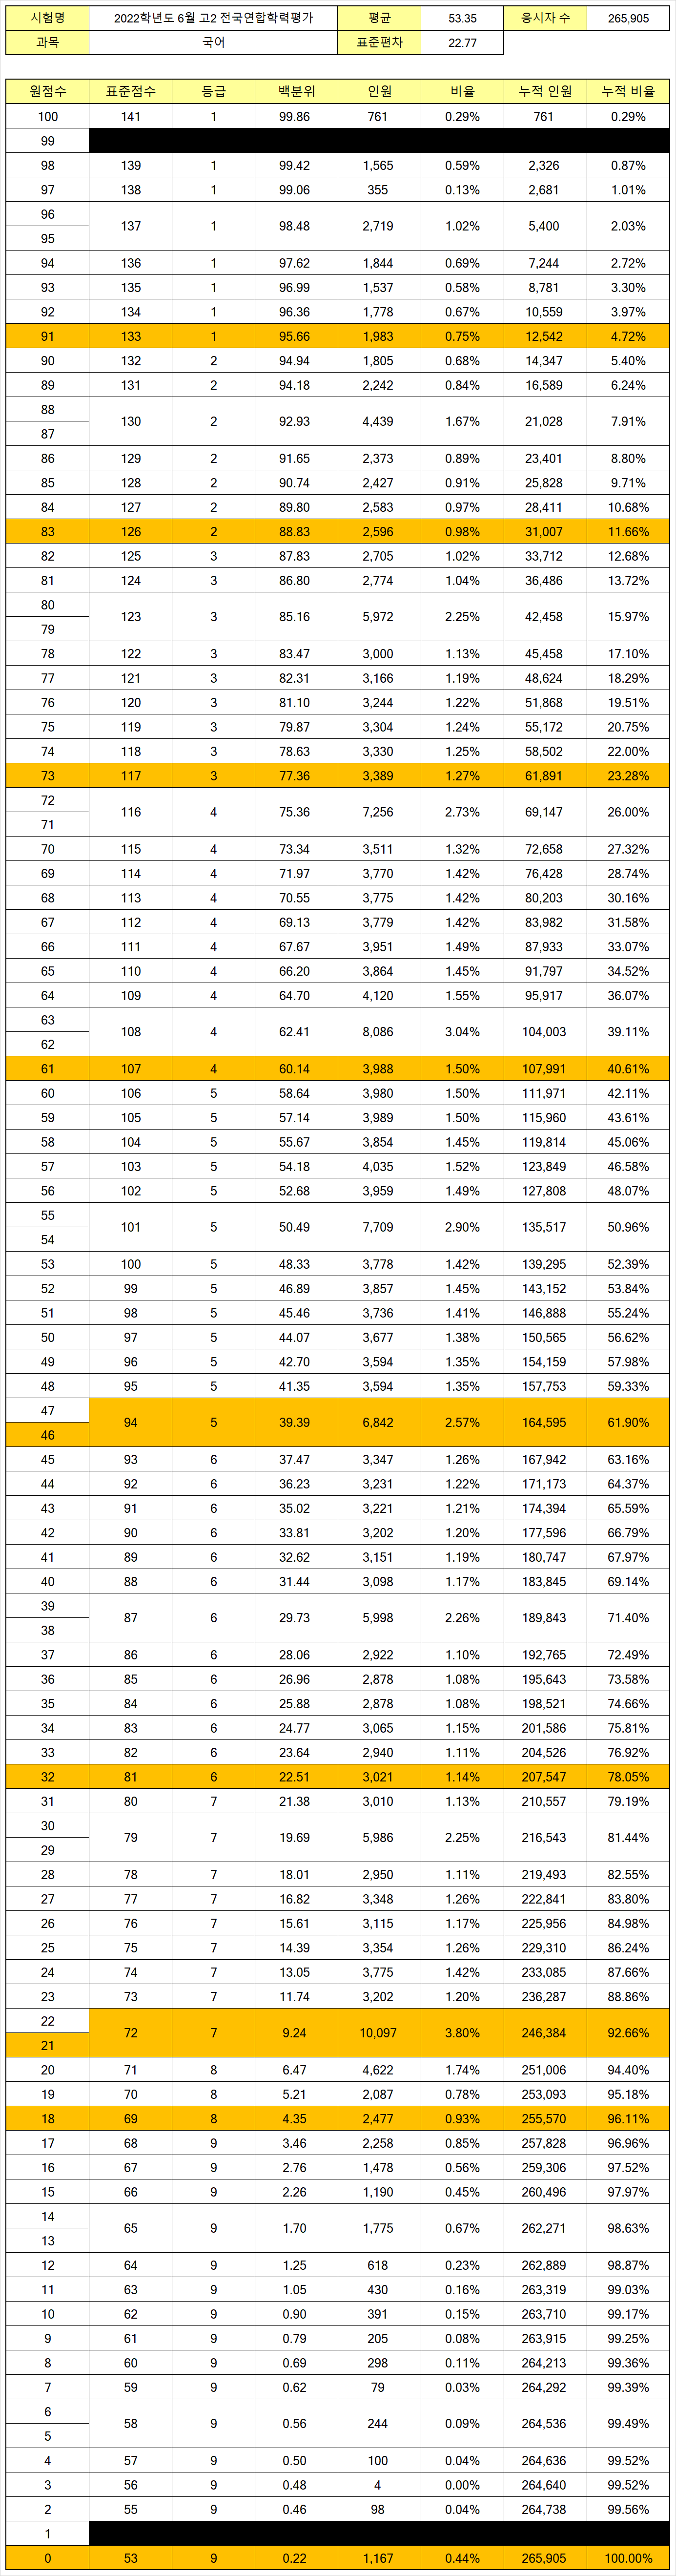 시험명 2022학년도 6월 고2 전국연합학력평가 평균 53.35 응시자 수 265,905
과목 국어 표준편차 22.77
원점수 표준점수 등급 백분위 인원 비율 누적 인원 누적 비율
100 141 1 99.86 761 0.29% 761 0.29%
99
98 139 1 99.42 1,565 0.59% 2,326 0.87%
97 138 1 99.06 355 0.13% 2,681 1.01%
96
137 1 98.48 2,719 1.02% 5,400 2.03%
95
94 136 1 97.62 1,844 0.69% 7,244 2.72%
93 135 1 96.99 1,537 0.58% 8,781 3.30%
92 134 1 96.36 1,778 0.67% 10,559 3.97%
91 133 1 95.66 1,983 0.75% 12,542 4.72%
90 132 2 94.94 1,805 0.68% 14,347 5.40%
89 131 2 94.18 2,242 0.84% 16,589 6.24%
88
130 2 92.93 4,439 1.67% 21,028 7.91%
87
86 129 2 91.65 2,373 0.89% 23,401 8.80%
85 128 2 90.74 2,427 0.91% 25,828 9.71%
84 127 2 89.80 2,583 0.97% 28,411 10.68%
83 126 2 88.83 2,596 0.98% 31,007 11.66%
82 125 3 87.83 2,705 1.02% 33,712 12.68%
81 124 3 86.80 2,774 1.04% 36,486 13.72%
80
123 3 85.16 5,972 2.25% 42,458 15.97%
79
78 122 3 83.47 3,000 1.13% 45,458 17.10%
77 121 3 82.31 3,166 1.19% 48,624 18.29%
76 120 3 81.10 3,244 1.22% 51,868 19.51%
75 119 3 79.87 3,304 1.24% 55,172 20.75%
74 118 3 78.63 3,330 1.25% 58,502 22.00%
73 117 3 77.36 3,389 1.27% 61,891 23.28%
72
116 4 75.36 7,256 2.73% 69,147 26.00%
71
70 115 4 73.34 3,511 1.32% 72,658 27.32%
69 114 4 71.97 3,770 1.42% 76,428 28.74%
68 113 4 70.55 3,775 1.42% 80,203 30.16%
67 112 4 69.13 3,779 1.42% 83,982 31.58%
66 111 4 67.67 3,951 1.49% 87,933 33.07%
65 110 4 66.20 3,864 1.45% 91,797 34.52%
64 109 4 64.70 4,120 1.55% 95,917 36.07%
63
108 4 62.41 8,086 3.04% 104,003 39.11%
62
61 107 4 60.14 3,988 1.50% 107,991 40.61%
60 106 5 58.64 3,980 1.50% 111,971 42.11%
59 105 5 57.14 3,989 1.50% 115,960 43.61%
58 104 5 55.67 3,854 1.45% 119,814 45.06%
57 103 5 54.18 4,035 1.52% 123,849 46.58%
56 102 5 52.68 3,959 1.49% 127,808 48.07%
55
101 5 50.49 7,709 2.90% 135,517 50.96%
54
53 100 5 48.33 3,778 1.42% 139,295 52.39%
52 99 5 46.89 3,857 1.45% 143,152 53.84%
51 98 5 45.46 3,736 1.41% 146,888 55.24%
50 97 5 44.07 3,677 1.38% 150,565 56.62%
49 96 5 42.70 3,594 1.35% 154,159 57.98%
48 95 5 41.35 3,594 1.35% 157,753 59.33%
47
94 5 39.39 6,842 2.57% 164,595 61.90%
46
45 93 6 37.47 3,347 1.26% 167,942 63.16%
44 92 6 36.23 3,231 1.22% 171,173 64.37%
43 91 6 35.02 3,221 1.21% 174,394 65.59%
42 90 6 33.81 3,202 1.20% 177,596 66.79%
41 89 6 32.62 3,151 1.19% 180,747 67.97%
40 88 6 31.44 3,098 1.17% 183,845 69.14%
39
87 6 29.73 5,998 2.26% 189,843 71.40%
38
37 86 6 28.06 2,922 1.10% 192,765 72.49%
36 85 6 26.96 2,878 1.08% 195,643 73.58%
35 84 6 25.88 2,878 1.08% 198,521 74.66%
34 83 6 24.77 3,065 1.15% 201,586 75.81%
33 82 6 23.64 2,940 1.11% 204,526 76.92%
32 81 6 22.51 3,021 1.14% 207,547 78.05%
31 80 7 21.38 3,010 1.13% 210,557 79.19%
30
79 7 19.69 5,986 2.25% 216,543 81.44%
29
28 78 7 18.01 2,950 1.11% 219,493 82.55%
27 77 7 16.82 3,348 1.26% 222,841 83.80%
26 76 7 15.61 3,115 1.17% 225,956 84.98%
25 75 7 14.39 3,354 1.26% 229,310 86.24%
24 74 7 13.05 3,775 1.42% 233,085 87.66%
23 73 7 11.74 3,202 1.20% 236,287 88.86%
22
72 7 9.24 10,097 3.80% 246,384 92.66%
21
20 71 8 6.47 4,622 1.74% 251,006 94.40%
19 70 8 5.21 2,087 0.78% 253,093 95.18%
18 69 8 4.35 2,477 0.93% 255,570 96.11%
17 68 9 3.46 2,258 0.85% 257,828 96.96%
16 67 9 2.76 1,478 0.56% 259,306 97.52%
15 66 9 2.26 1,190 0.45% 260,496 97.97%
14
65 9 1.70 1,775 0.67% 262,271 98.63%
13
12 64 9 1.25 618 0.23% 262,889 98.87%
11 63 9 1.05 430 0.16% 263,319 99.03%
10 62 9 0.90 391 0.15% 263,710 99.17%
9 61 9 0.79 205 0.08% 263,915 99.25%
8 60 9 0.69 298 0.11% 264,213 99.36%
7 59 9 0.62 79 0.03% 264,292 99.39%
6
58 9 0.56 244 0.09% 264,536 99.49%
5
4 57 9 0.50 100 0.04% 264,636 99.52%
3 56 9 0.48 4 0.00% 264,640 99.52%
2 55 9 0.46 98 0.04% 264,738 99.56%
1
0 53 9 0.22 1,167 0.44% 265,905 100.00%